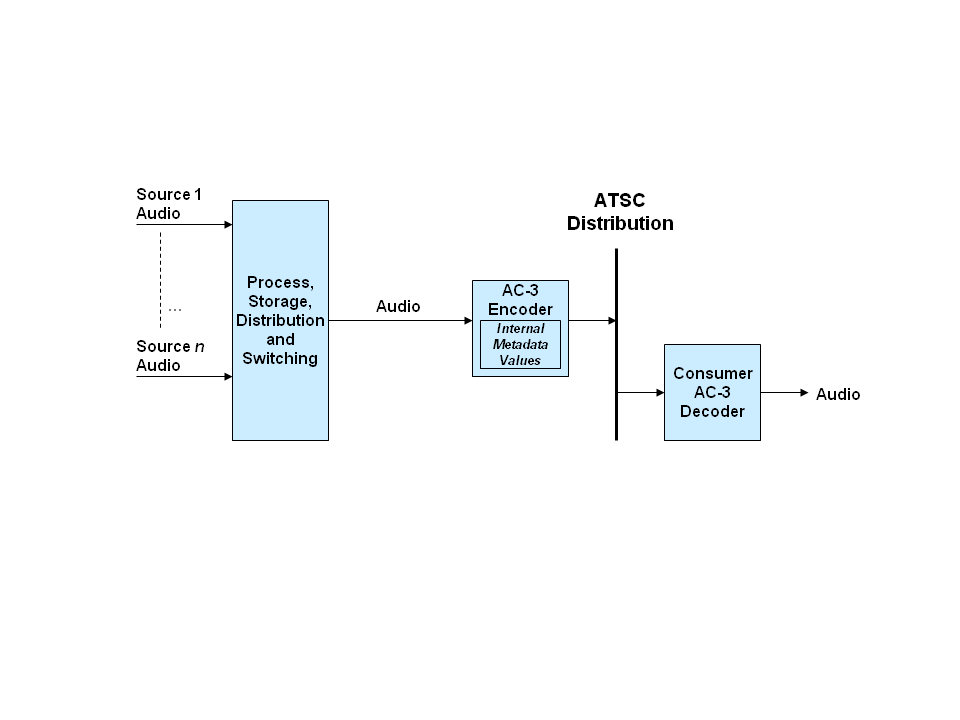 Source 1
Audio
...
Source n
Audio
Process,
Storage,
Distribution
and
Switching
Audio
AC-3
Encoder
Internal
Metadata
Values
ATSC
Distribution
Consumer
AC-3
Decoder
Audio